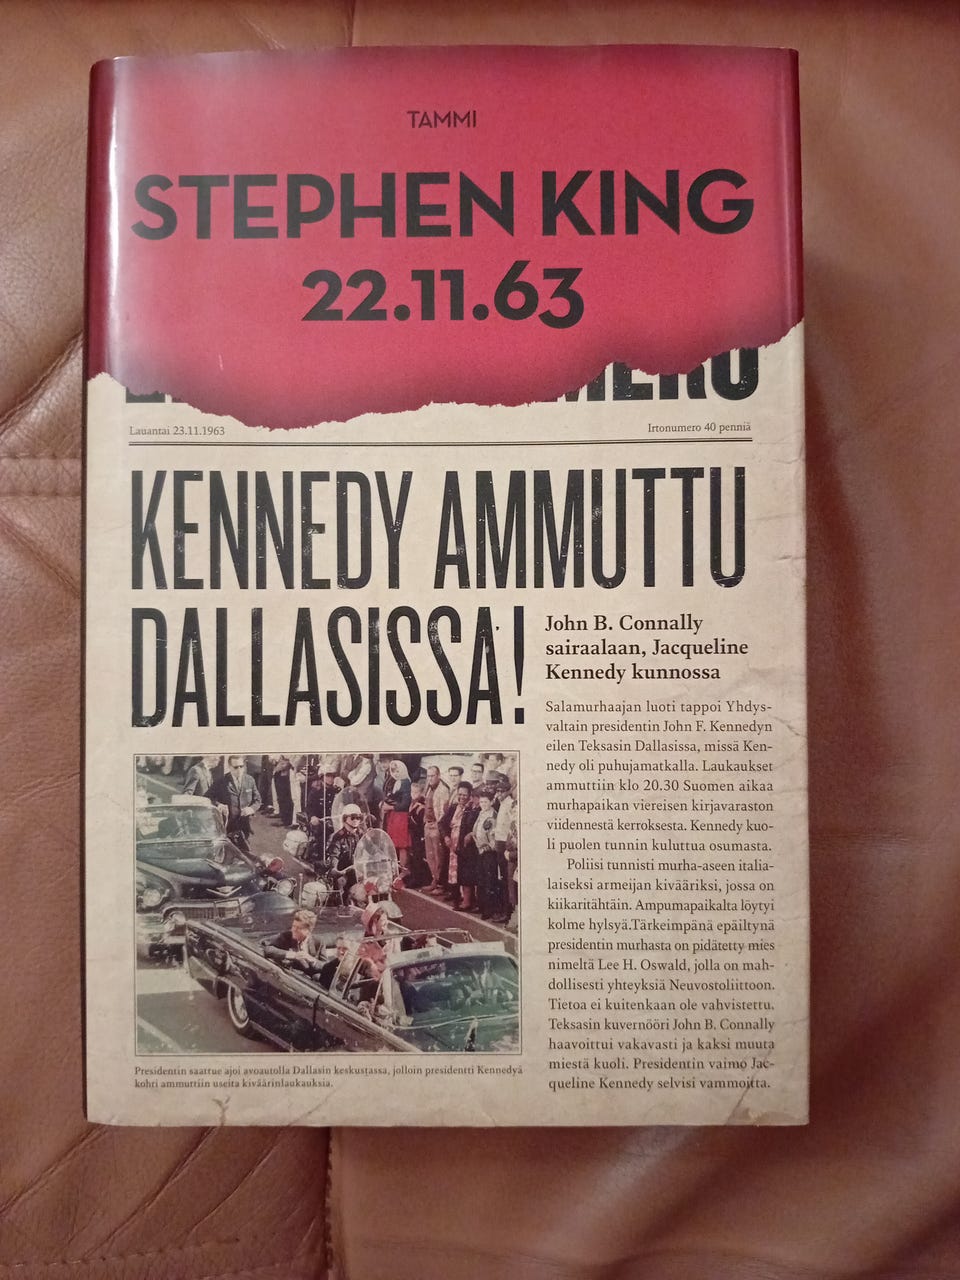 TAMMI
STEPHEN KING
22.11.63
Lauantai 23.11.1963
Irtonumero 40 penniä
KENNEDY AMMUTTU
DALLASISSA!
John B. Connally
sairaalaan, Jacqueline
Kennedy kunnossa
Salamurhaajan luoti tappoi Yhdys-
valtain presidentin John F. Kennedyn
eilen Teksasin Dallasissa, missä Ken-
nedy oli puhujamatkalla. Laukaukset
ammuttiin klo 20.30 Suomen aikaa
murhapaikan viereisen kirjavaraston
viidennestä kerroksesta. Kennedy kuo-
li puolen tunnin kuluttua osumasta.
Poliisi tunnisti murha-aseen italia-
laiseksi armeijan kivääriksi, jossa on
kiikaritähtäin. Ampumapaikalta löytyi
kolme hylsyä.Tärkeimpänä epäiltynä
presidentin murhasta on pidätetty mies
nimeltä Lee H. Oswald, jolla on mah-
dollisesti yhteyksiä Neuvostoliittoon.
Tietoa ei kuitenkaan ole vahvistettu.
Teksasin kuvernööri John B. Connally
haavoittui vakavasti ja kaksi muuta
miestä kuoli. Presidentin vaimo Jac-
queline Kennedy selvisi vammoitta.
Presidentin saattue ajoi avoautolla Dallasin keskustassa, jolloin presidentti Kennedyä
kohti ammuttiin useita kiväärinlaukauksia.